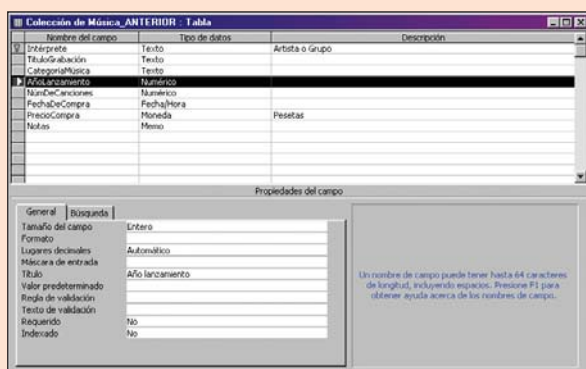 Colección de Música_ANTERIOR : Tabla
Nombre del campo Tipo de datos Descripción
Intérprete Texto Artista o Grupo
TítuloGrabación Texto
CategoríaMúsica Texto
AñoLanzamiento Numérico
NúmDeCanciones Numérico
FechaDeCompra Fecha/Hora
PrecioCompra Moneda Pesetas
Notas Memo
Propiedades del campo
General Búsqueda
Tamaño del campo Entero
Formato
Lugares decimales Automático
Máscara de entrada
Título Año lanzamiento
Valor predeterminado
Regla de validación
Texto de validación
Requerido No
Indexado No
Un nombre de campo puede tener hasta 64 caracteres
de longitud, incluyendo espacios. Presione F1 para
obtener ayuda acerca de los nombres de campo.